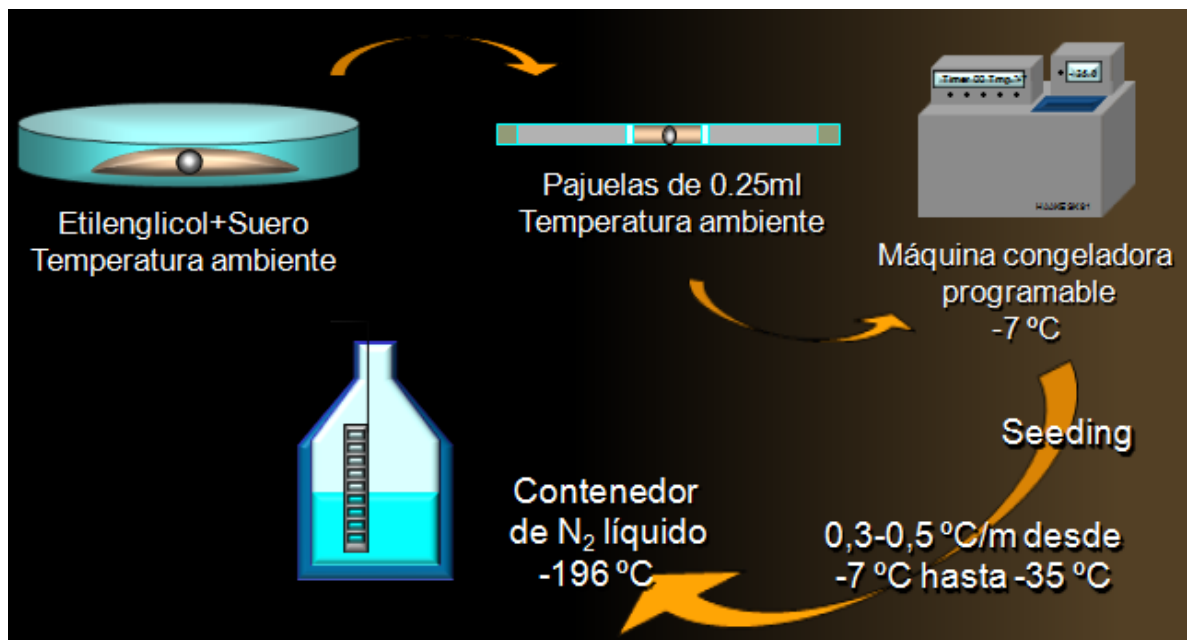 Etilenglicol+Suero
Temperatura ambiente
Pajuelas de 0.25ml
Temperatura ambiente
Máquina congeladora
programable
-7 ºC
Seeding
0,3-0,5 ºC/m desde
-7 ºC hasta -35 ºC
Contenedor
de N₂ líquido
-196 ºC